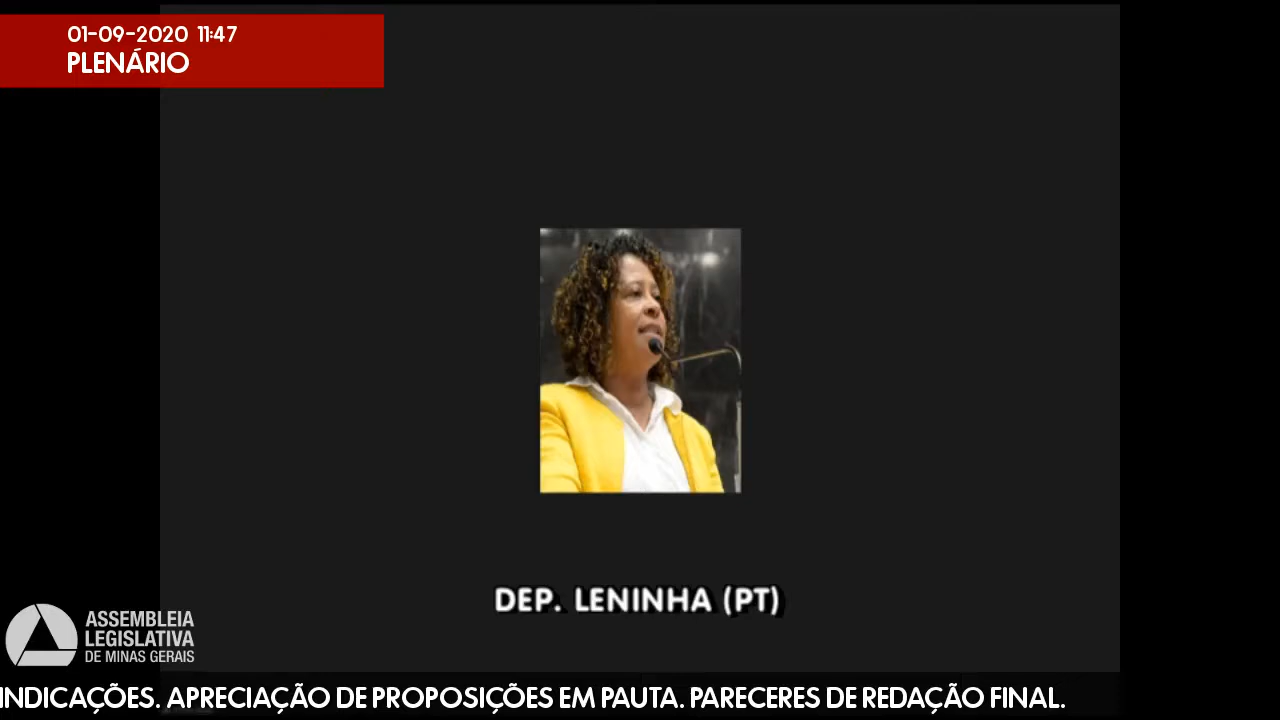 01-09-2020 11:47
PLENÁRIO
DEP. LENINHA (PT)
ASSEMBLEIA
LEGISLATIVA
DE MINAS GERAIS
INDICAÇÕES. APRECIAÇÃO DE PROPOSIÇÕES EM PAUTA. PARECERES DE REDAÇÃO FINAL.